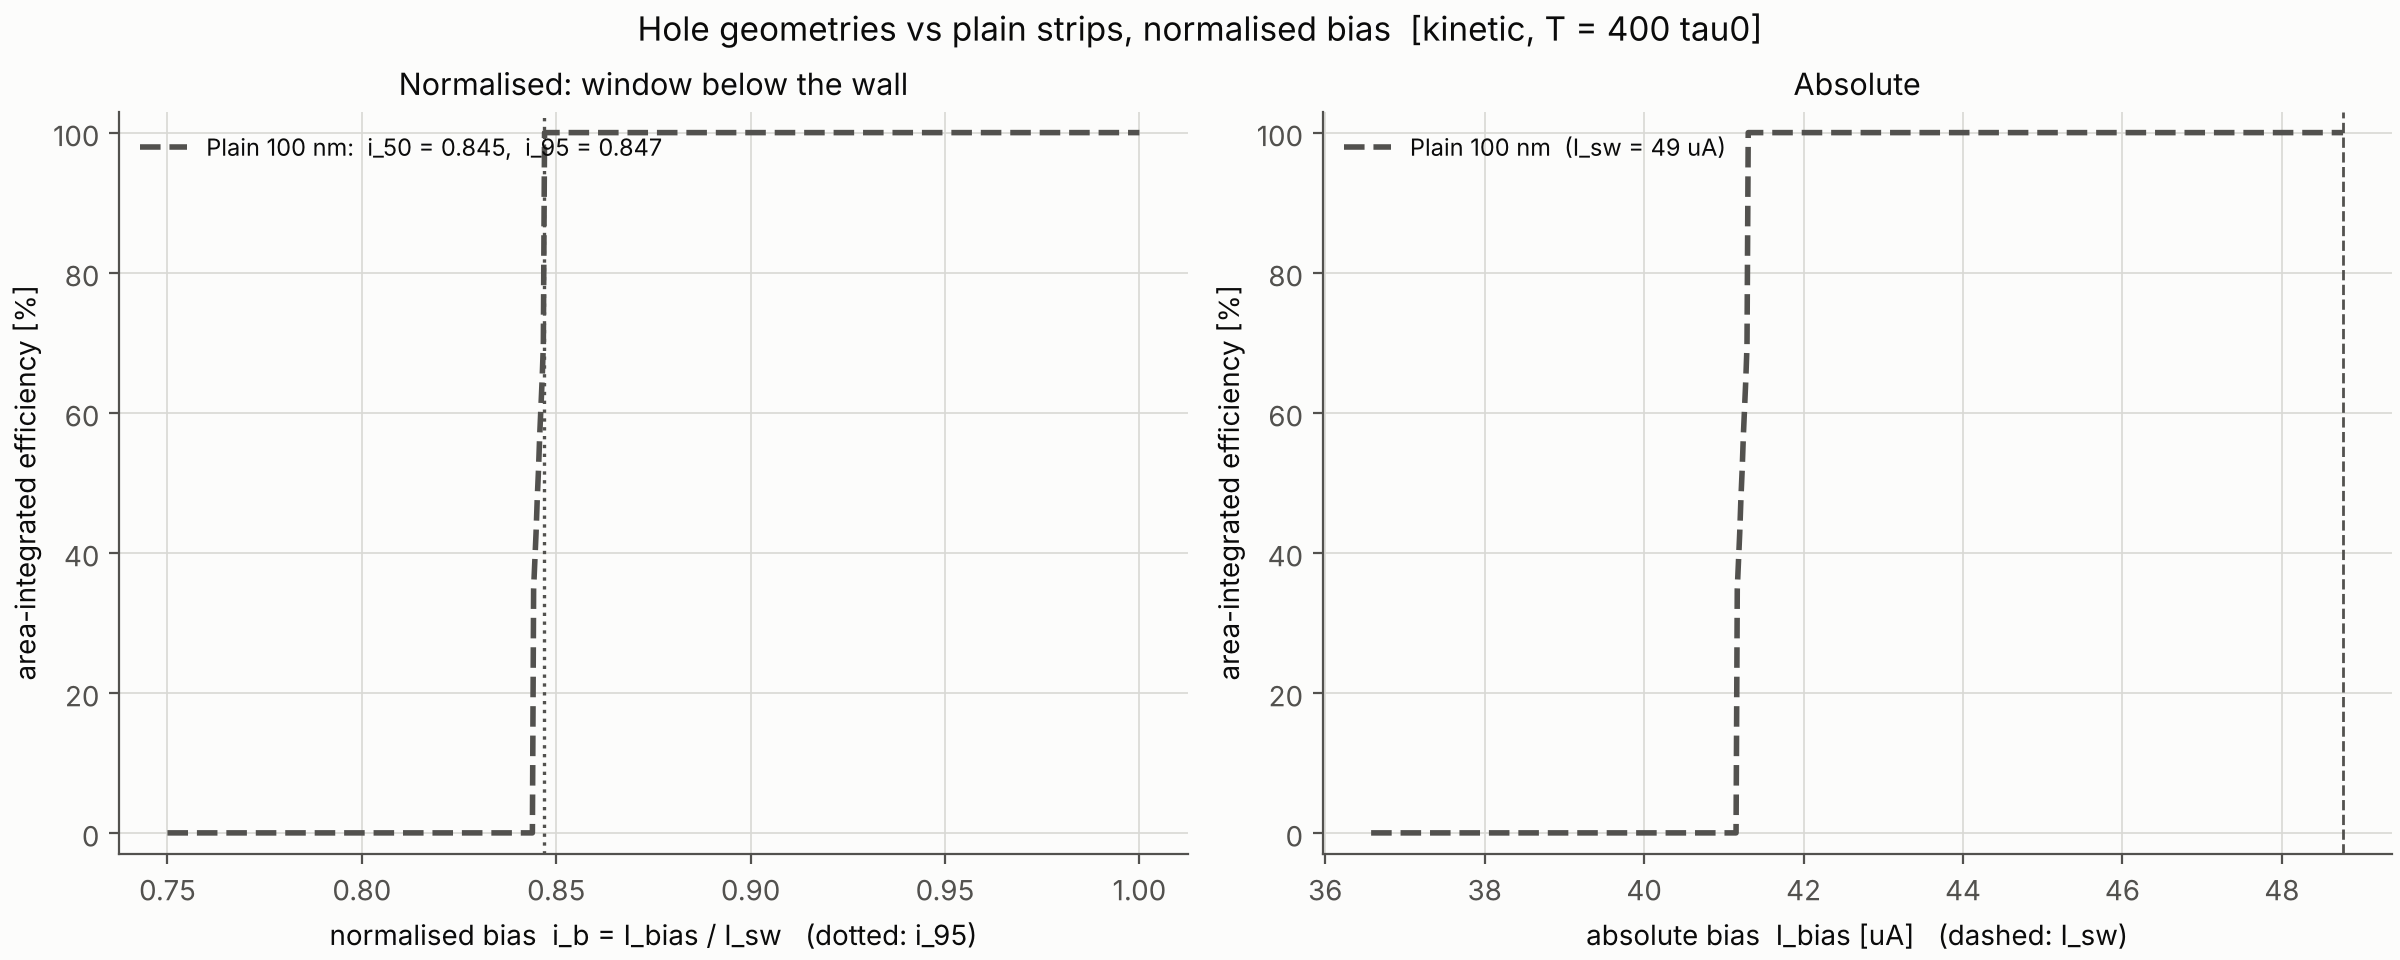 Hole geometries vs plain strips, normalised bias [kinetic, T = 400 tau0]
Normalised: window below the wall
area-integrated efficiency [%]
100
80
60
40
20
0
Plain 100 nm: i_50 = 0.845, i_95 = 0.847
0.75 0.80 0.85 0.90 0.95 1.00
normalised bias i_b = I_bias / I_sw (dotted: i_95)
Absolute
area-integrated efficiency [%]
100
80
60
40
20
0
Plain 100 nm (I_sw = 49 uA)
36 38 40 42 44 46 48
absolute bias I_bias [uA] (dashed: I_sw)